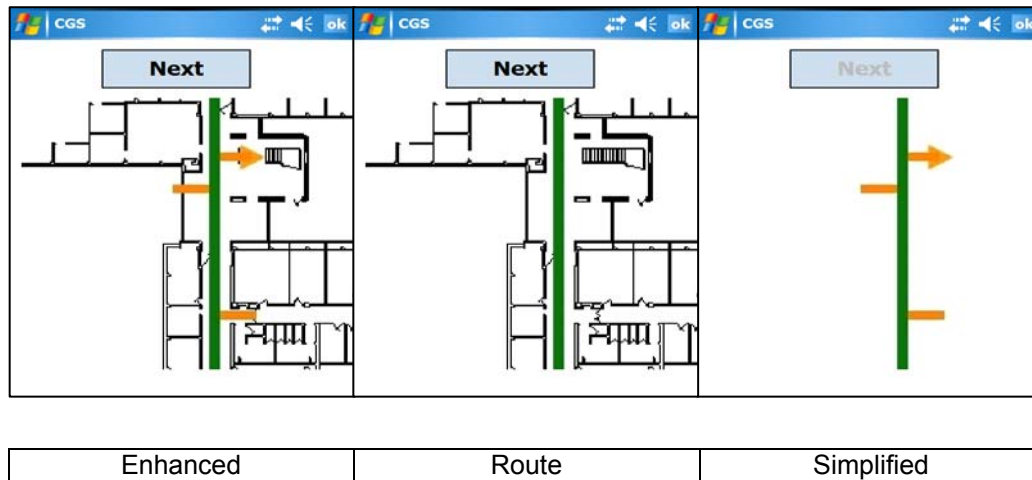 CGS ok CGS ok CGS ok
Next Next Next
Enhanced Route Simplified